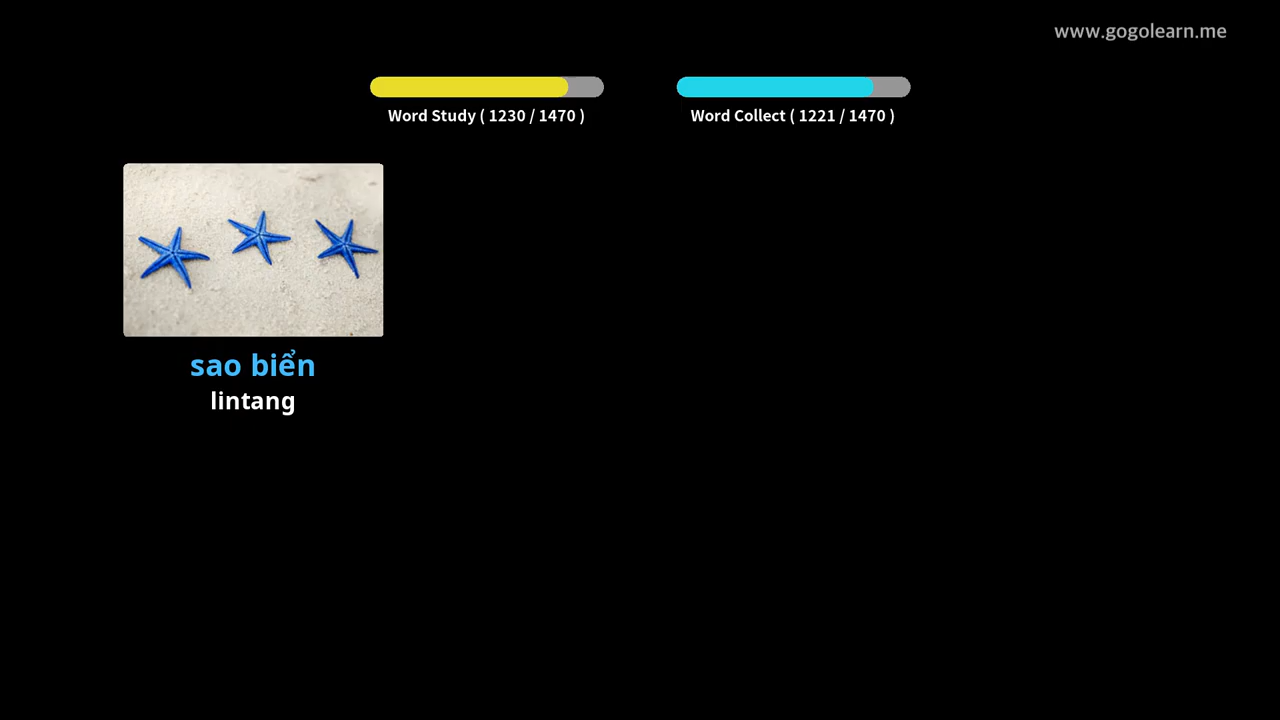 www.gogolearn.me
Word Study ( 1230 / 1470 )
Word Collect ( 1221 / 1470 )
sao biển
lintang